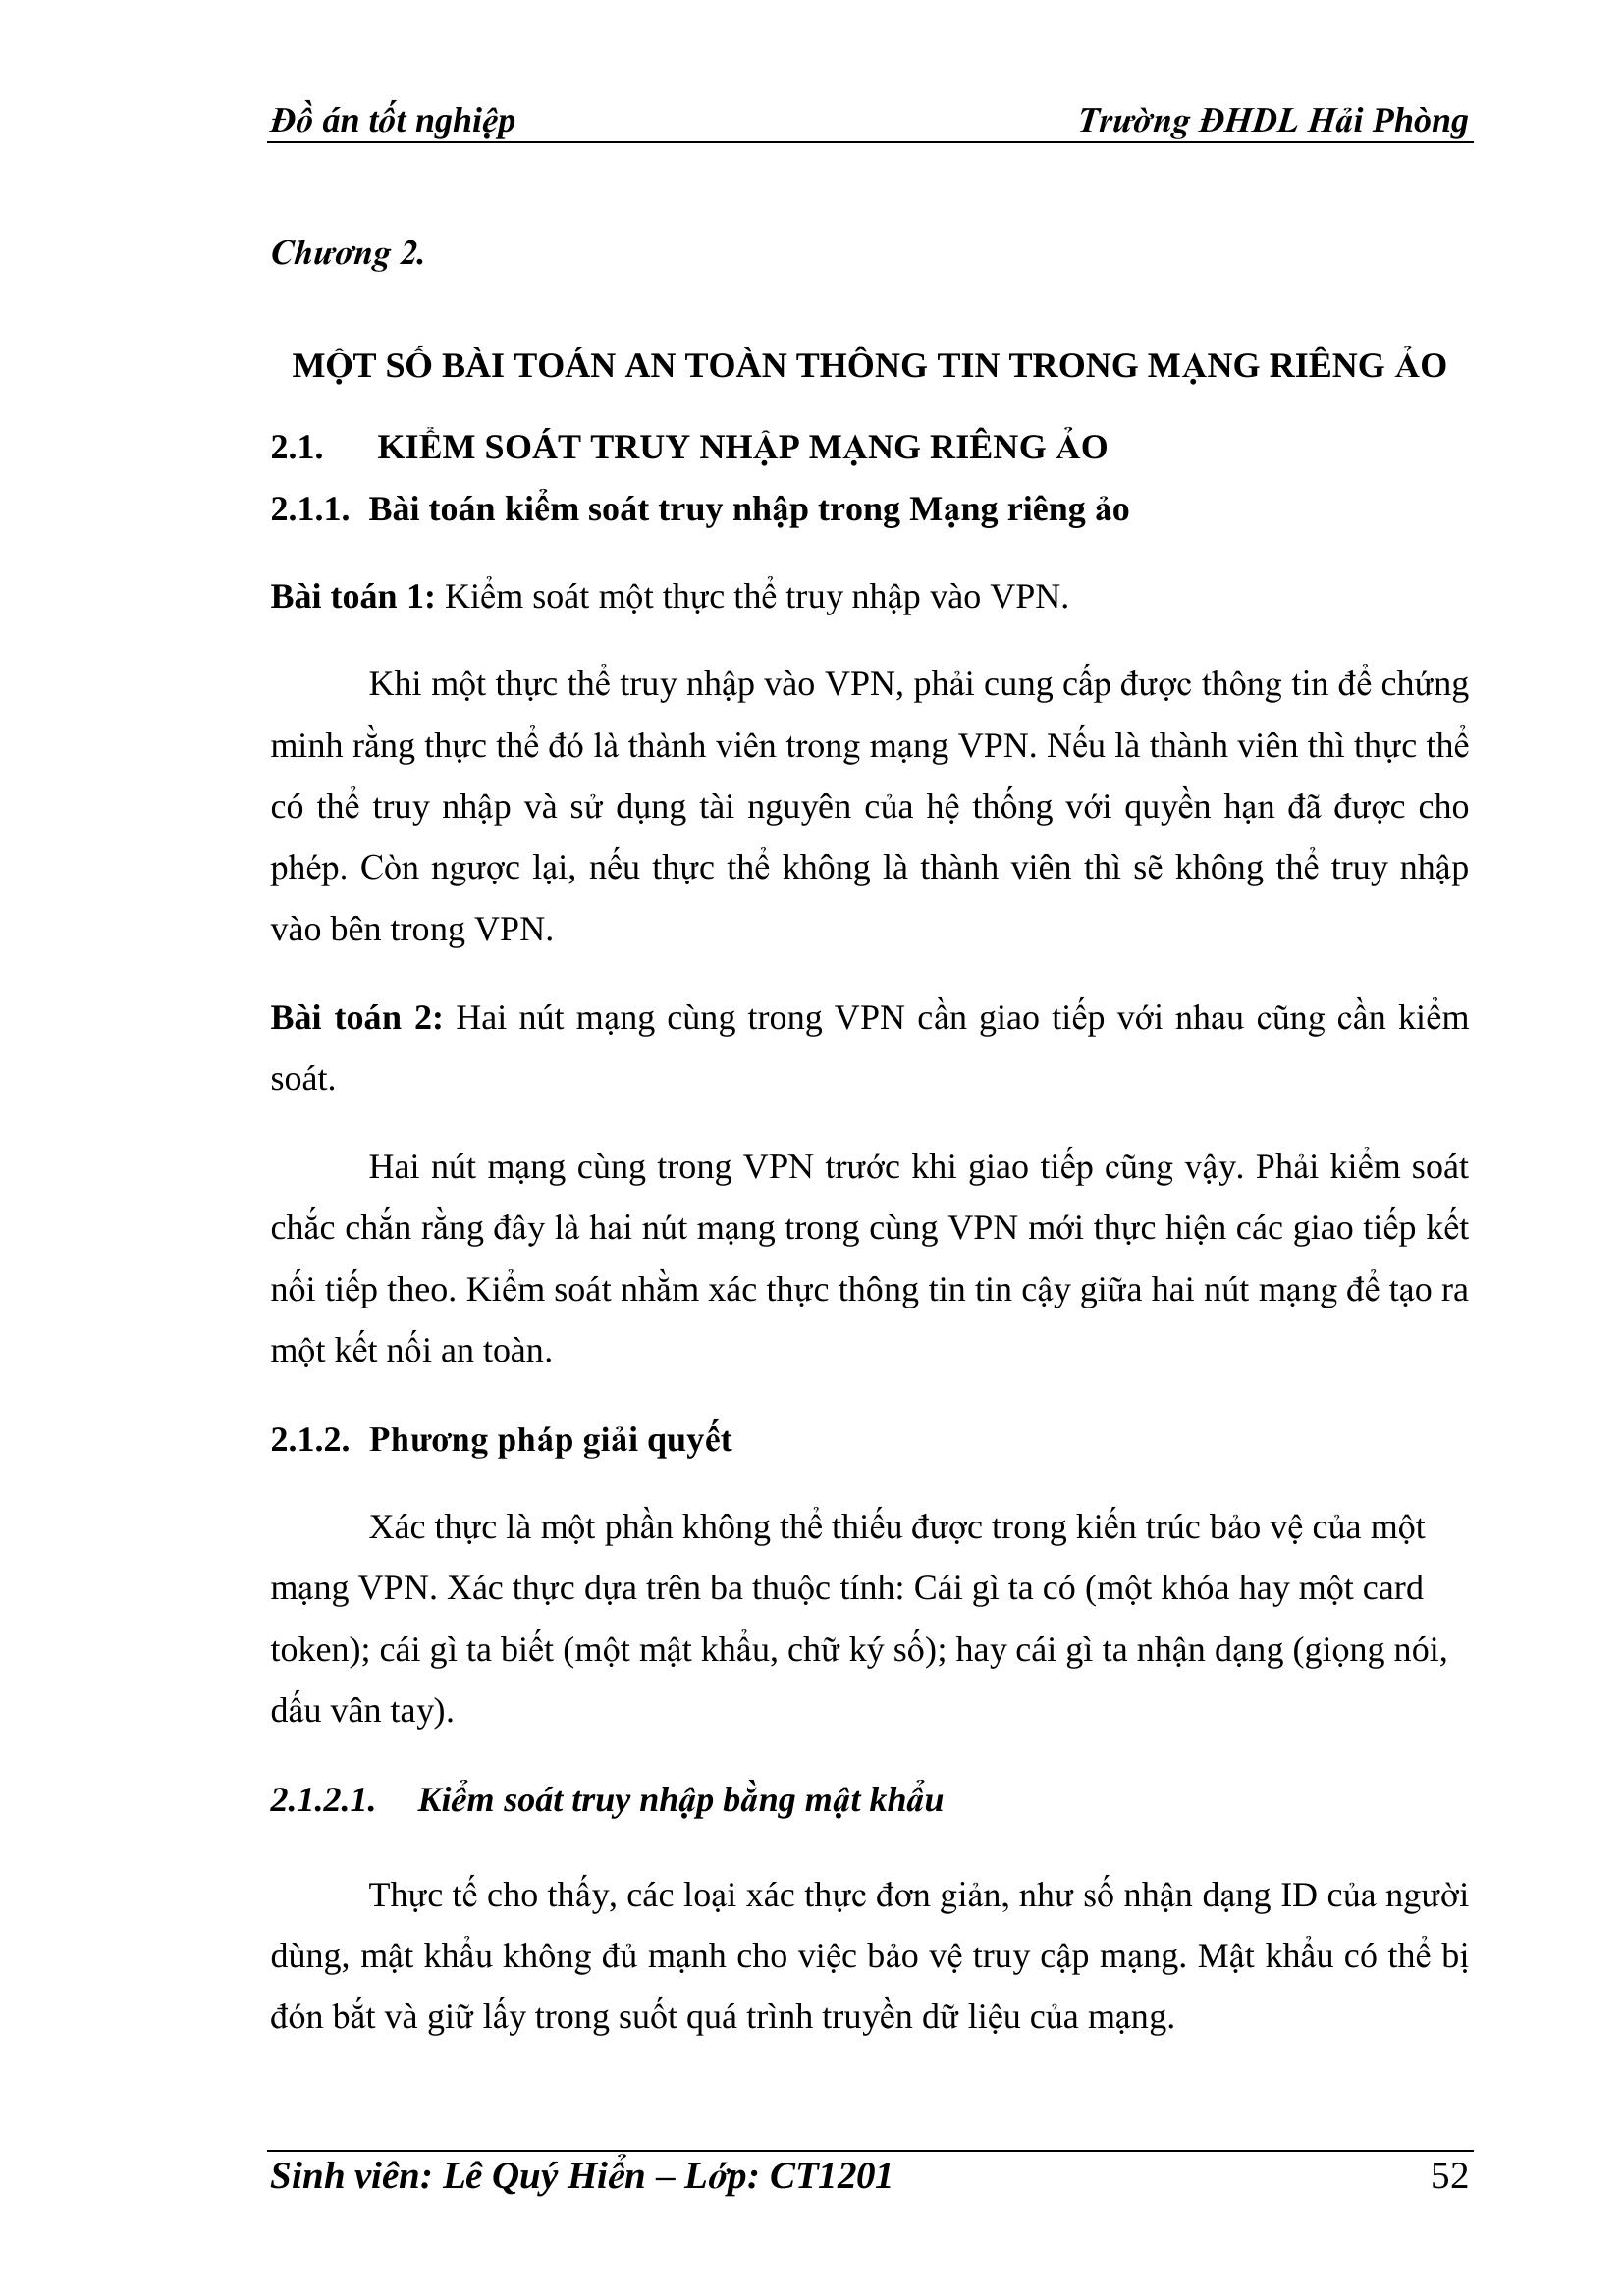 Đồ án tốt nghiệp Trường ĐHDL Hải Phòng
Chương 2.
MỘT SỐ BÀI TOÁN AN TOÀN THÔNG TIN TRONG MẠNG RIÊNG ẢO
2.1. KIỂM SOÁT TRUY NHẬP MẠNG RIÊNG ẢO
2.1.1. Bài toán kiểm soát truy nhập trong Mạng riêng ảo
Bài toán 1: Kiểm soát một thực thể truy nhập vào VPN.
Khi một thực thể truy nhập vào VPN, phải cung cấp được thông tin để chứng
minh rằng thực thể đó là thành viên trong mạng VPN. Nếu là thành viên thì thực thể
có thể truy nhập và sử dụng tài nguyên của hệ thống với quyền hạn đã được cho
phép. Còn ngược lại, nếu thực thể không là thành viên thì sẽ không thể truy nhập
vào bên trong VPN.
Bài toán 2: Hai nút mạng cùng trong VPN cần giao tiếp với nhau cũng cần kiểm
soát.
Hai nút mạng cùng trong VPN trước khi giao tiếp cũng vậy. Phải kiểm soát
chắc chắn rằng đây là hai nút mạng trong cùng VPN mới thực hiện các giao tiếp kết
nối tiếp theo. Kiểm soát nhằm xác thực thông tin tin cậy giữa hai nút mạng để tạo ra
một kết nối an toàn.
2.1.2. Phương pháp giải quyết
Xác thực là một phần không thể thiếu được trong kiến trúc bảo vệ của một
mạng VPN. Xác thực dựa trên ba thuộc tính: Cái gì ta có (một khóa hay một card
token); cái gì ta biết (một mật khẩu, chữ ký số); hay cái gì ta nhận dạng (giọng nói,
dấu vân tay).
2.1.2.1. Kiểm soát truy nhập bằng mật khẩu
Thực tế cho thấy, các loại xác thực đơn giản, như số nhận dạng ID của người
dùng, mật khẩu không đủ mạnh cho việc bảo vệ truy cập mạng. Mật khẩu có thể bị
đón bắt và giữ lấy trong suốt quá trình truyền dữ liệu của mạng.
Sinh viên: Lê Quý Hiển – Lớp: CT1201 52